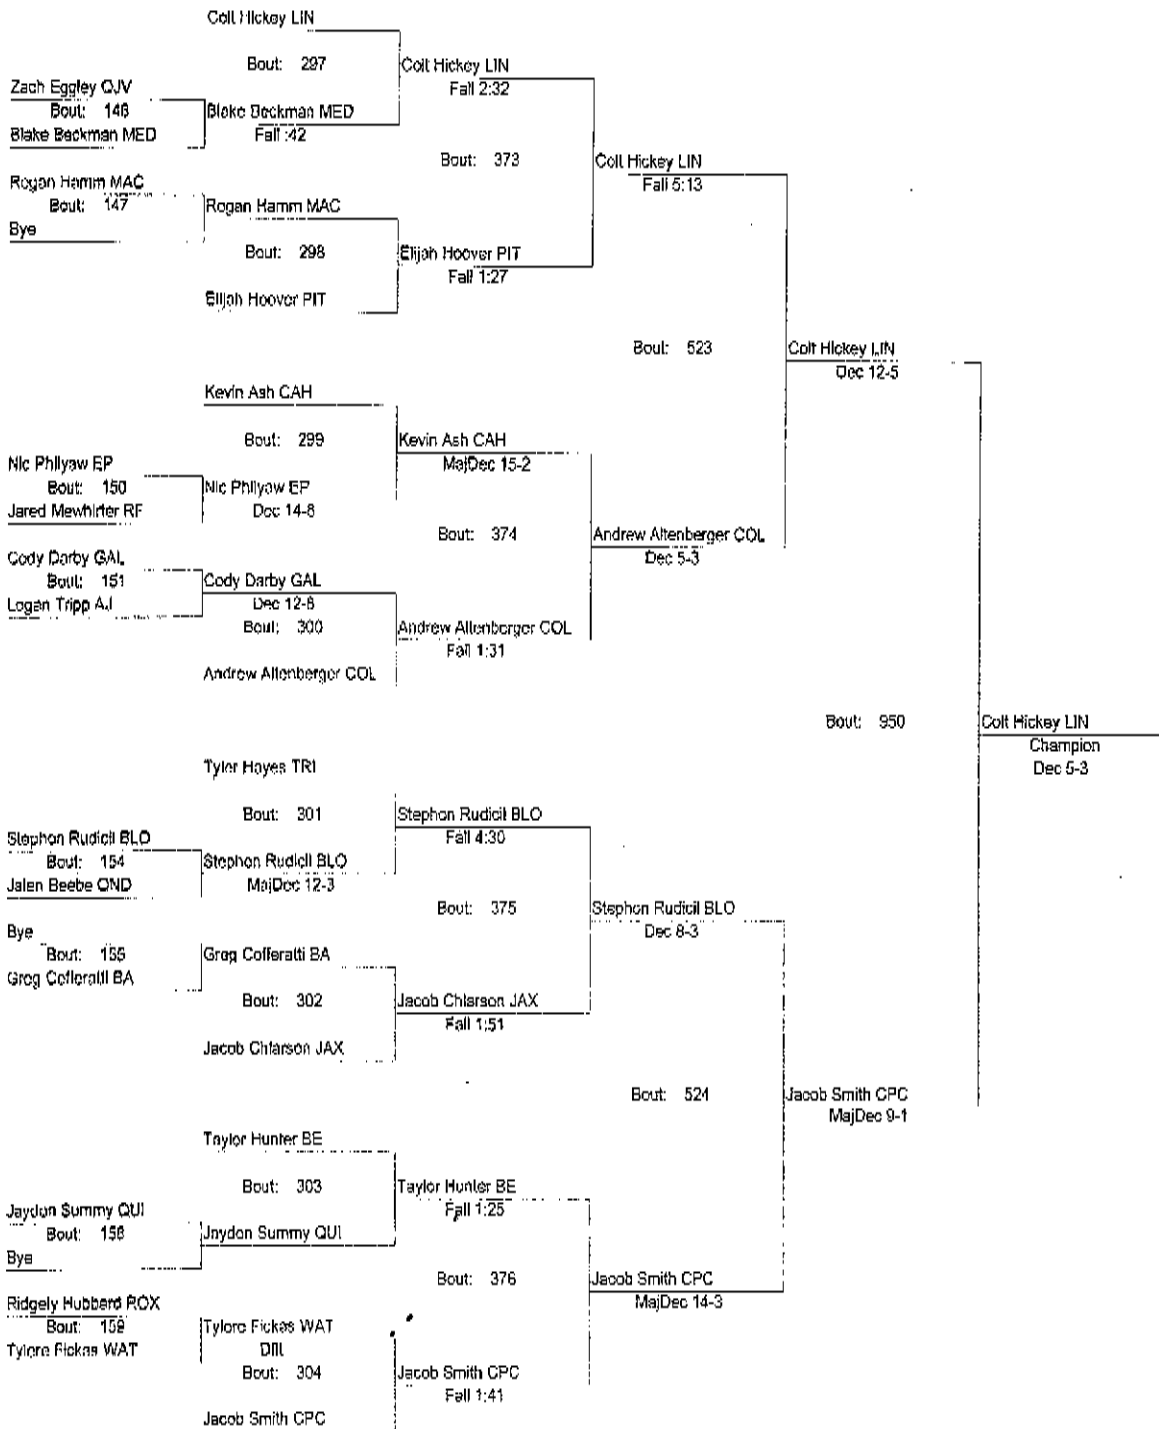 Colt Hickey LIN
Bout: 297
Colt Hickey LIN
Fall 2:32
Zach Eggley QJV
Bout: 146
Blake Beckman MED
Blake Beckman MED
Fall :42
Bout: 373
Colt Hickey LIN
Fall 5:13
Rogan Hamm MAC
Bout: 147
Bye
Rogan Hamm MAC
Bout: 298
Elijah Hoover PIT
Fall 1:27
Elijah Hoover PIT
Bout: 523
Colt Hickey LIN
Dec 12-5
Kevin Ash CAH
Bout: 299
Kevin Ash CAH
MajDec 15-2
Nic Philyaw EP
Bout: 150
Jared Mewhirter RF
Nic Philyaw EP
Dec 14-8
Bout: 374
Andrew Altenberger COL
Dec 5-3
Cody Darby GAL
Bout: 151
Logan Tripp AJ
Cody Darby GAL
Dec 12-6
Bout: 300
Andrew Altenberger COL
Fall 1:31
Andrew Altenberger COL
Bout: 950
Colt Hickey LIN
Champion
Dec 5-3
Tyler Hayes TRI
Bout: 301
Stephon Rudicil BLO
Fall 4:30
Stephon Rudicil BLO
Bout: 154
Jalen Beebe OND
Stephon Rudicil BLO
MajDec 12-3
Bout: 375
Stephon Rudicil BLO
Dec 8-3
Bye
Bout: 155
Greg Cofferatti BA
Greg Cofferatti BA
Bout: 302
Jacob Chiarson JAX
Fall 1:51
Jacob Chiarson JAX
Bout: 524
Jacob Smith CPC
MajDec 9-1
Taylor Hunter BE
Bout: 303
Taylor Hunter BE
Fall 1:25
Jaydon Summy QUI
Bout: 158
Bye
Jaydon Summy QUI
Bout: 376
Jacob Smith CPC
MajDec 14-3
Ridgely Hubbard ROX
Bout: 159
Tylore Fickas WAT
Tylore Fickas WAT
Bout: 304
Jacob Smith CPC
Fall 1:41
Jacob Smith CPC